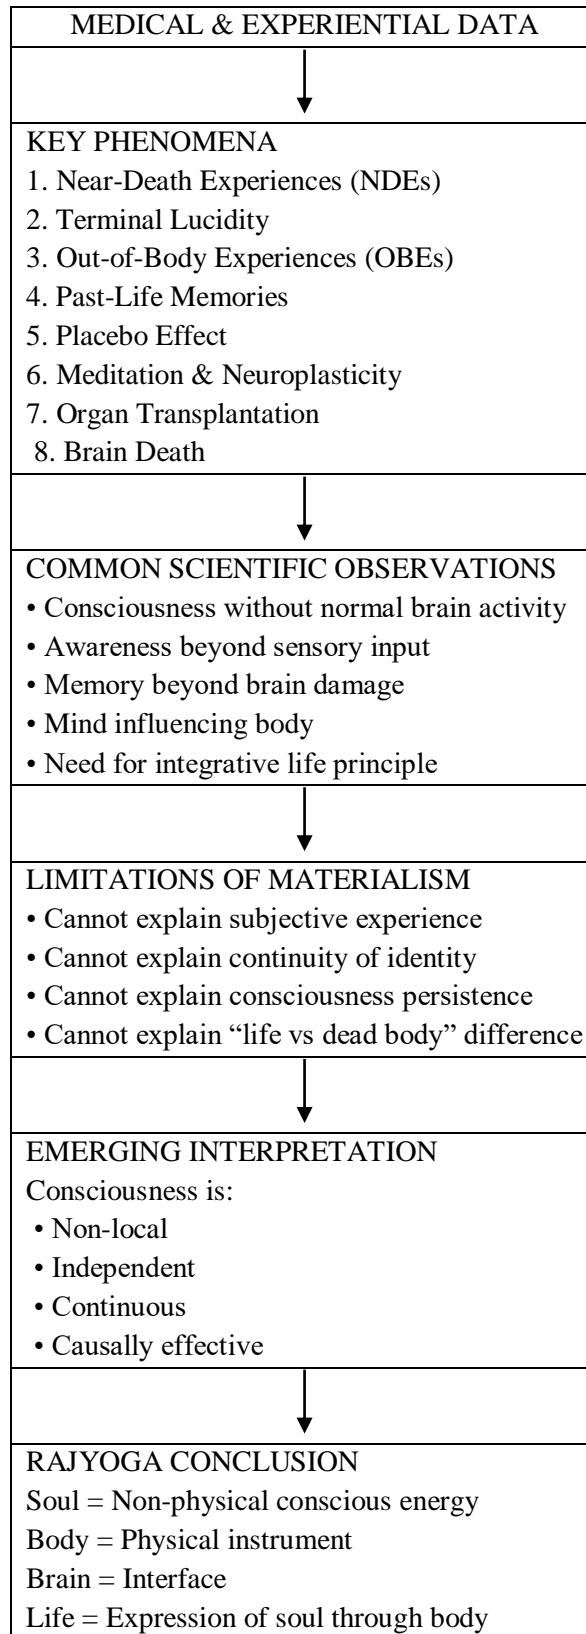 MEDICAL & EXPERIENTIAL DATA
KEY PHENOMENA
1. Near-Death Experiences (NDEs)
2. Terminal Lucidity
3. Out-of-Body Experiences (OBEs)
4. Past-Life Memories
5. Placebo Effect
6. Meditation & Neuroplasticity
7. Organ Transplantation
8. Brain Death
COMMON SCIENTIFIC OBSERVATIONS
• Consciousness without normal brain activity
• Awareness beyond sensory input
• Memory beyond brain damage
• Mind influencing body
• Need for integrative life principle
LIMITATIONS OF MATERIALISM
• Cannot explain subjective experience
• Cannot explain continuity of identity
• Cannot explain consciousness persistence
• Cannot explain “life vs dead body” difference
EMERGING INTERPRETATION
Consciousness is:
• Non-local
• Independent
• Continuous
• Causally effective
RAJYOGA CONCLUSION
Soul = Non-physical conscious energy
Body = Physical instrument
Brain = Interface
Life = Expression of soul through body